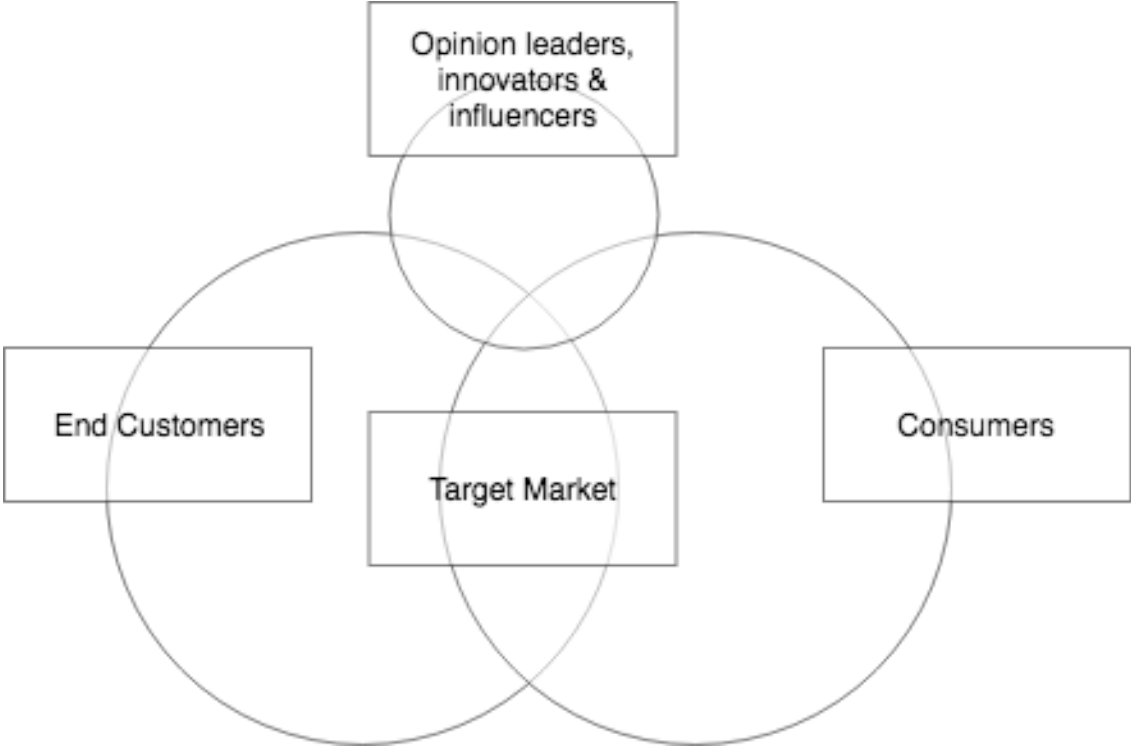 Opinion leaders,
innovators &
influencers
End Customers
Consumers
Target Market